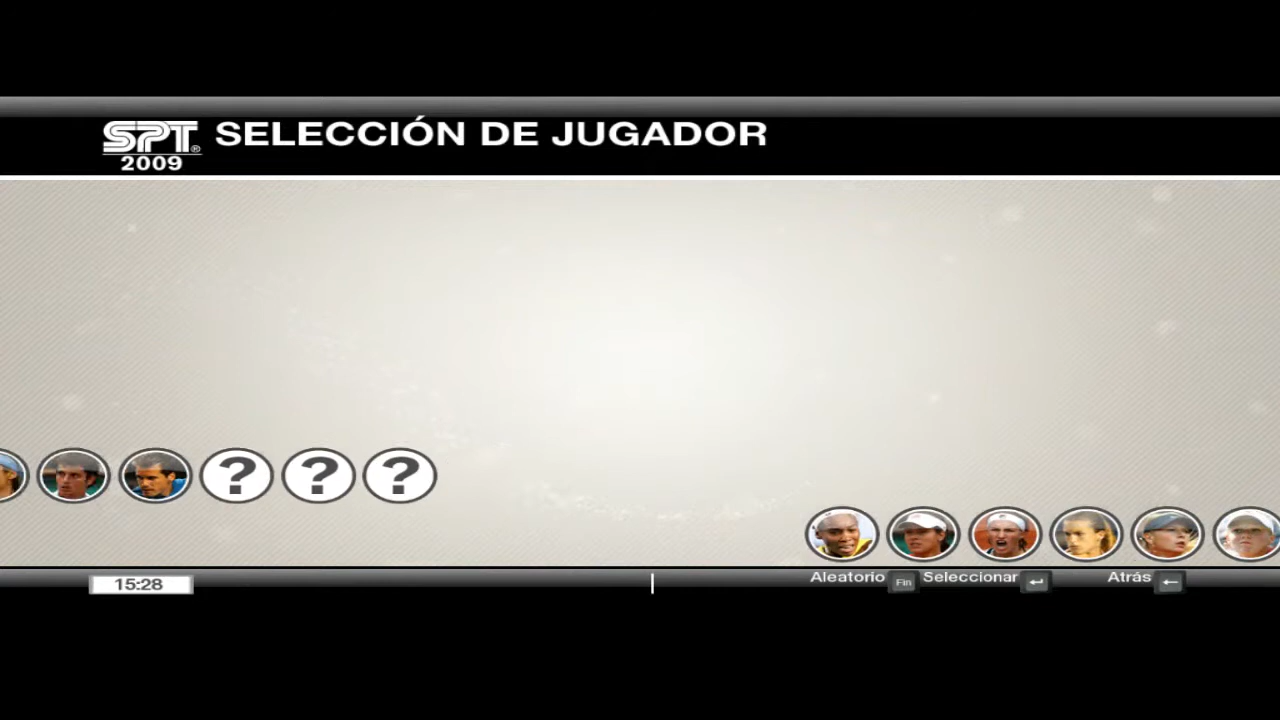 SPT®
2009
SELECCIÓN DE JUGADOR
? ? ?
15:28
Aleatorio Fin Seleccionar Atrás